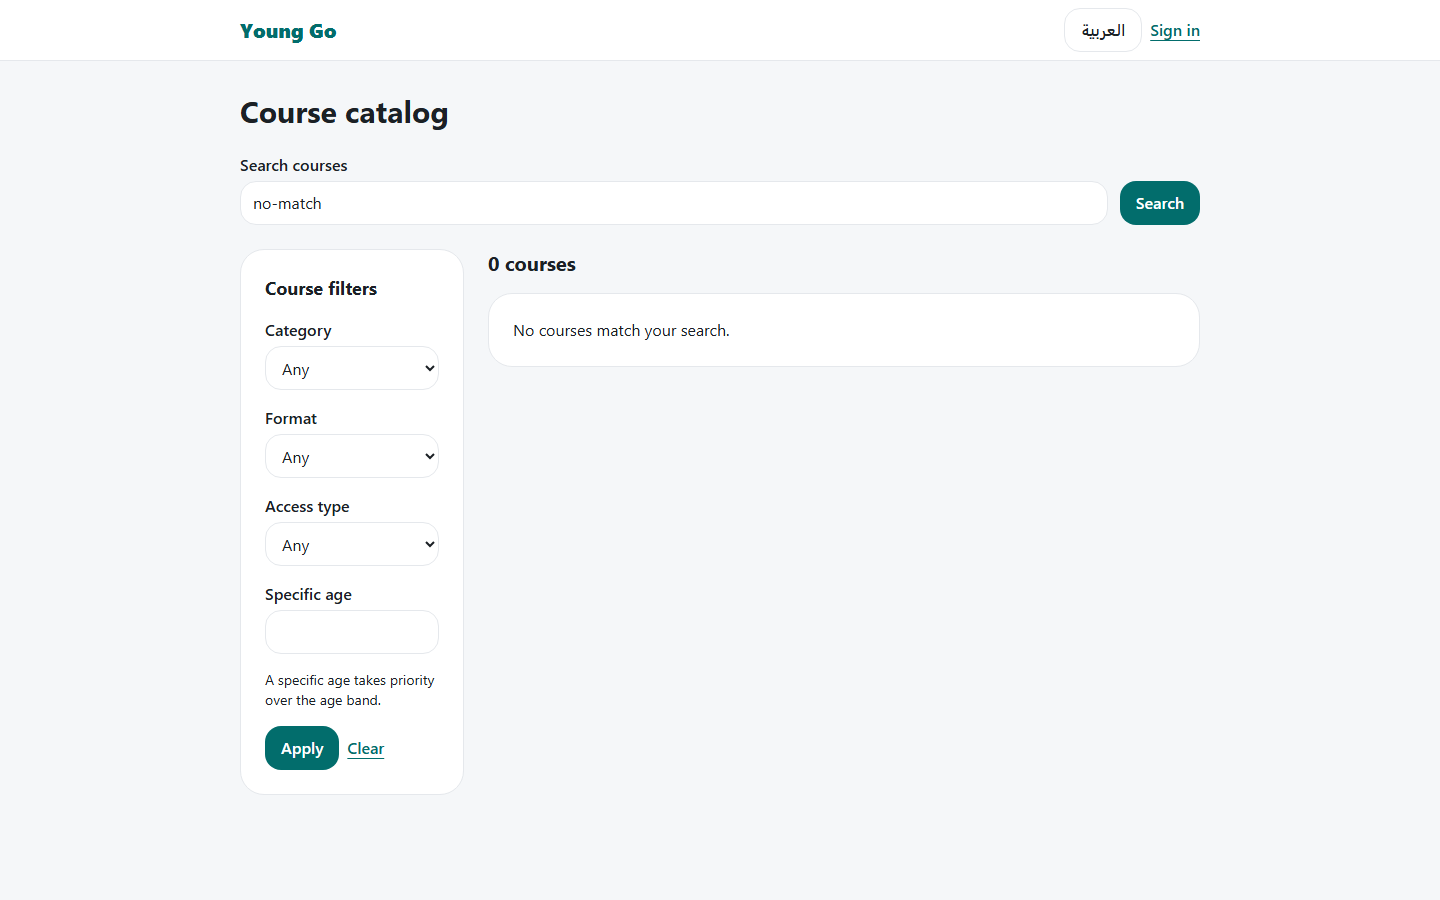 Young Go
العربية
Sign in
Course catalog
Search courses
no-match
Search
Course filters
Category
Any
Format
Any
Access type
Any
Specific age
A specific age takes priority
over the age band.
Apply
Clear
0 courses
No courses match your search.